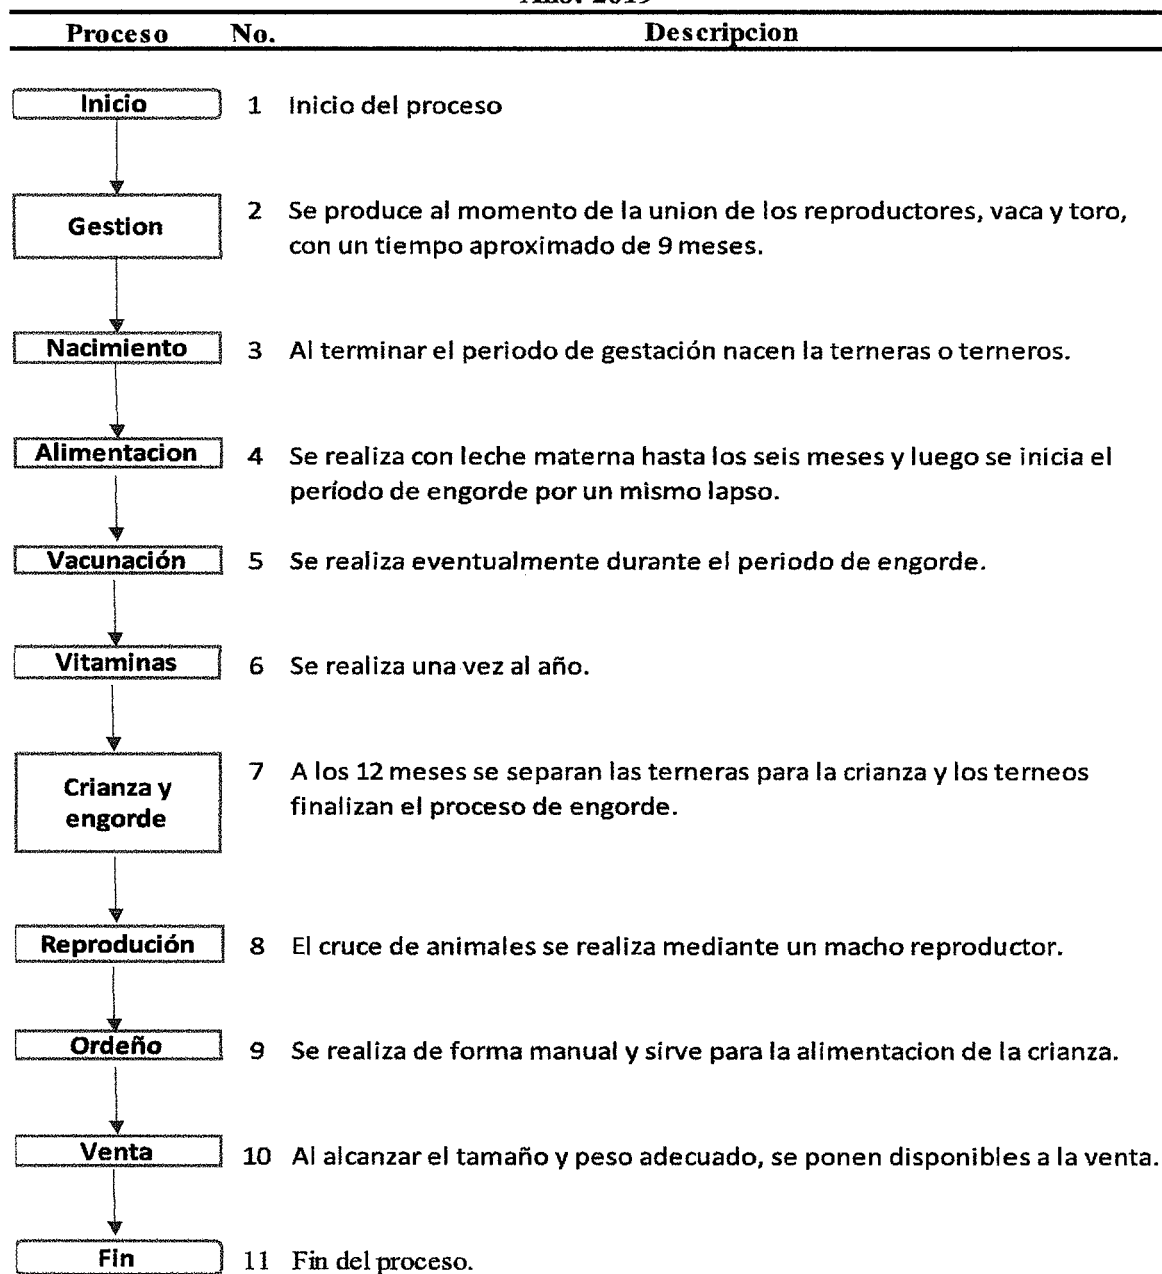 Proceso No. Descripcion
Inicio 1 Inicio del proceso
Gestion 2 Se produce al momento de la union de los reproductores, vaca y toro,
con un tiempo aproximado de 9 meses.
Nacimiento 3 Al terminar el periodo de gestación nacen la terneras o terneros.
Alimentacion 4 Se realiza con leche materna hasta los seis meses y luego se inicia el
período de engorde por un mismo lapso.
Vacunación 5 Se realiza eventualmente durante el periodo de engorde.
Vitaminas 6 Se realiza una vez al año.
Crianza y
engorde
7 A los 12 meses se separan las terneras para la crianza y los terneos
finalizan el proceso de engorde.
Reprodución 8 El cruce de animales se realiza mediante un macho reproductor.
Ordeño 9 Se realiza de forma manual y sirve para la alimentacion de la crianza.
Venta 10 Al alcanzar el tamaño y peso adecuado, se ponen disponibles a la venta.
Fin 11 Fin del proceso.